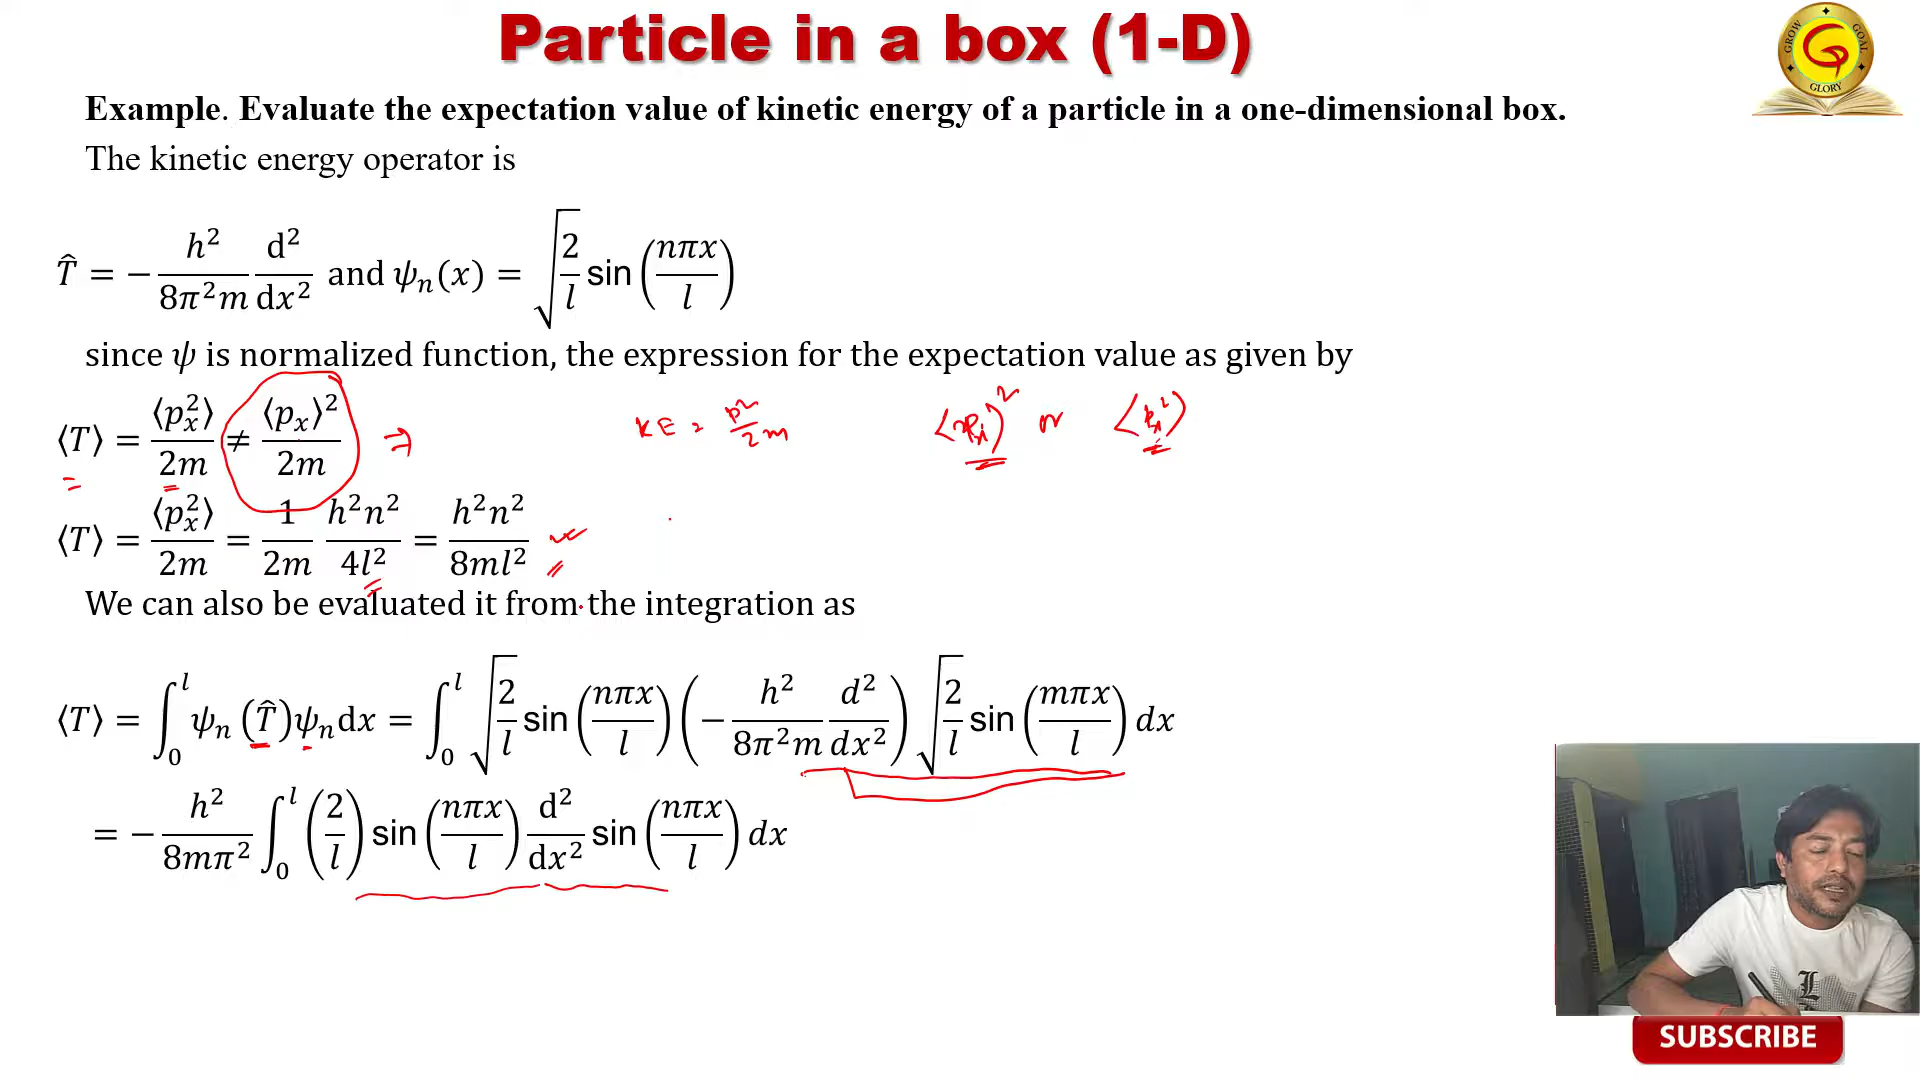 Particle in a box (1-D)
GROW GOAL
GLORY
Example. Evaluate the expectation value of kinetic energy of a particle in a one-dimensional box.
The kinetic energy operator is
T̂ = − h²/8π²m d²/dx² and ψₙ(x) = √(2/l) sin(nπx/l)
since ψ is normalized function, the expression for the expectation value as given by
⟨T⟩ = ⟨pₓ²⟩/2m ≠ ⟨pₓ⟩²/2m ⇒ KE = p²/2m ⟨pₓ⟩² or ⟨pₓ²⟩
⟨T⟩ = ⟨pₓ²⟩/2m = 1/2m h²n²/4l² = h²n²/8ml²
We can also be evaluated it from the integration as
⟨T⟩ = ∫₀ˡ ψₙ (T̂)ψₙdx = ∫₀ˡ √(2/l) sin(nπx/l) (− h²/8π²m d²/dx²) √(2/l) sin(mπx/l) dx
= − h²/8mπ² ∫₀ˡ (2/l) sin(nπx/l) d²/dx² sin(nπx/l) dx
SUBSCRIBE